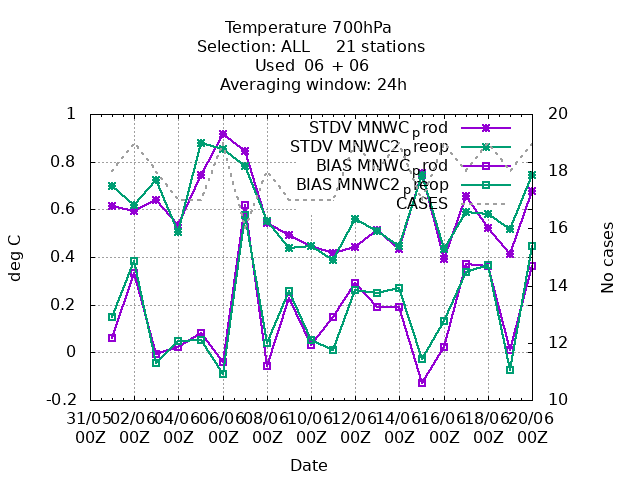 Temperature 700hPa
Selection: ALL 21 stations
Used 06 + 06
Averaging window: 24h
STDV MNWC_prod
STDV MNWC2_preop
BIAS MNWC_prod
BIAS MNWC2_preop
CASES
1
0.8
0.6
0.4
0.2
0
-0.2
deg C
20
18
16
14
12
10
No cases
31/05 02/06 04/06 06/06 08/06 10/06 12/06 14/06 16/06 18/06 20/06
00Z 00Z 00Z 00Z 00Z 00Z 00Z 00Z 00Z 00Z 00Z
Date